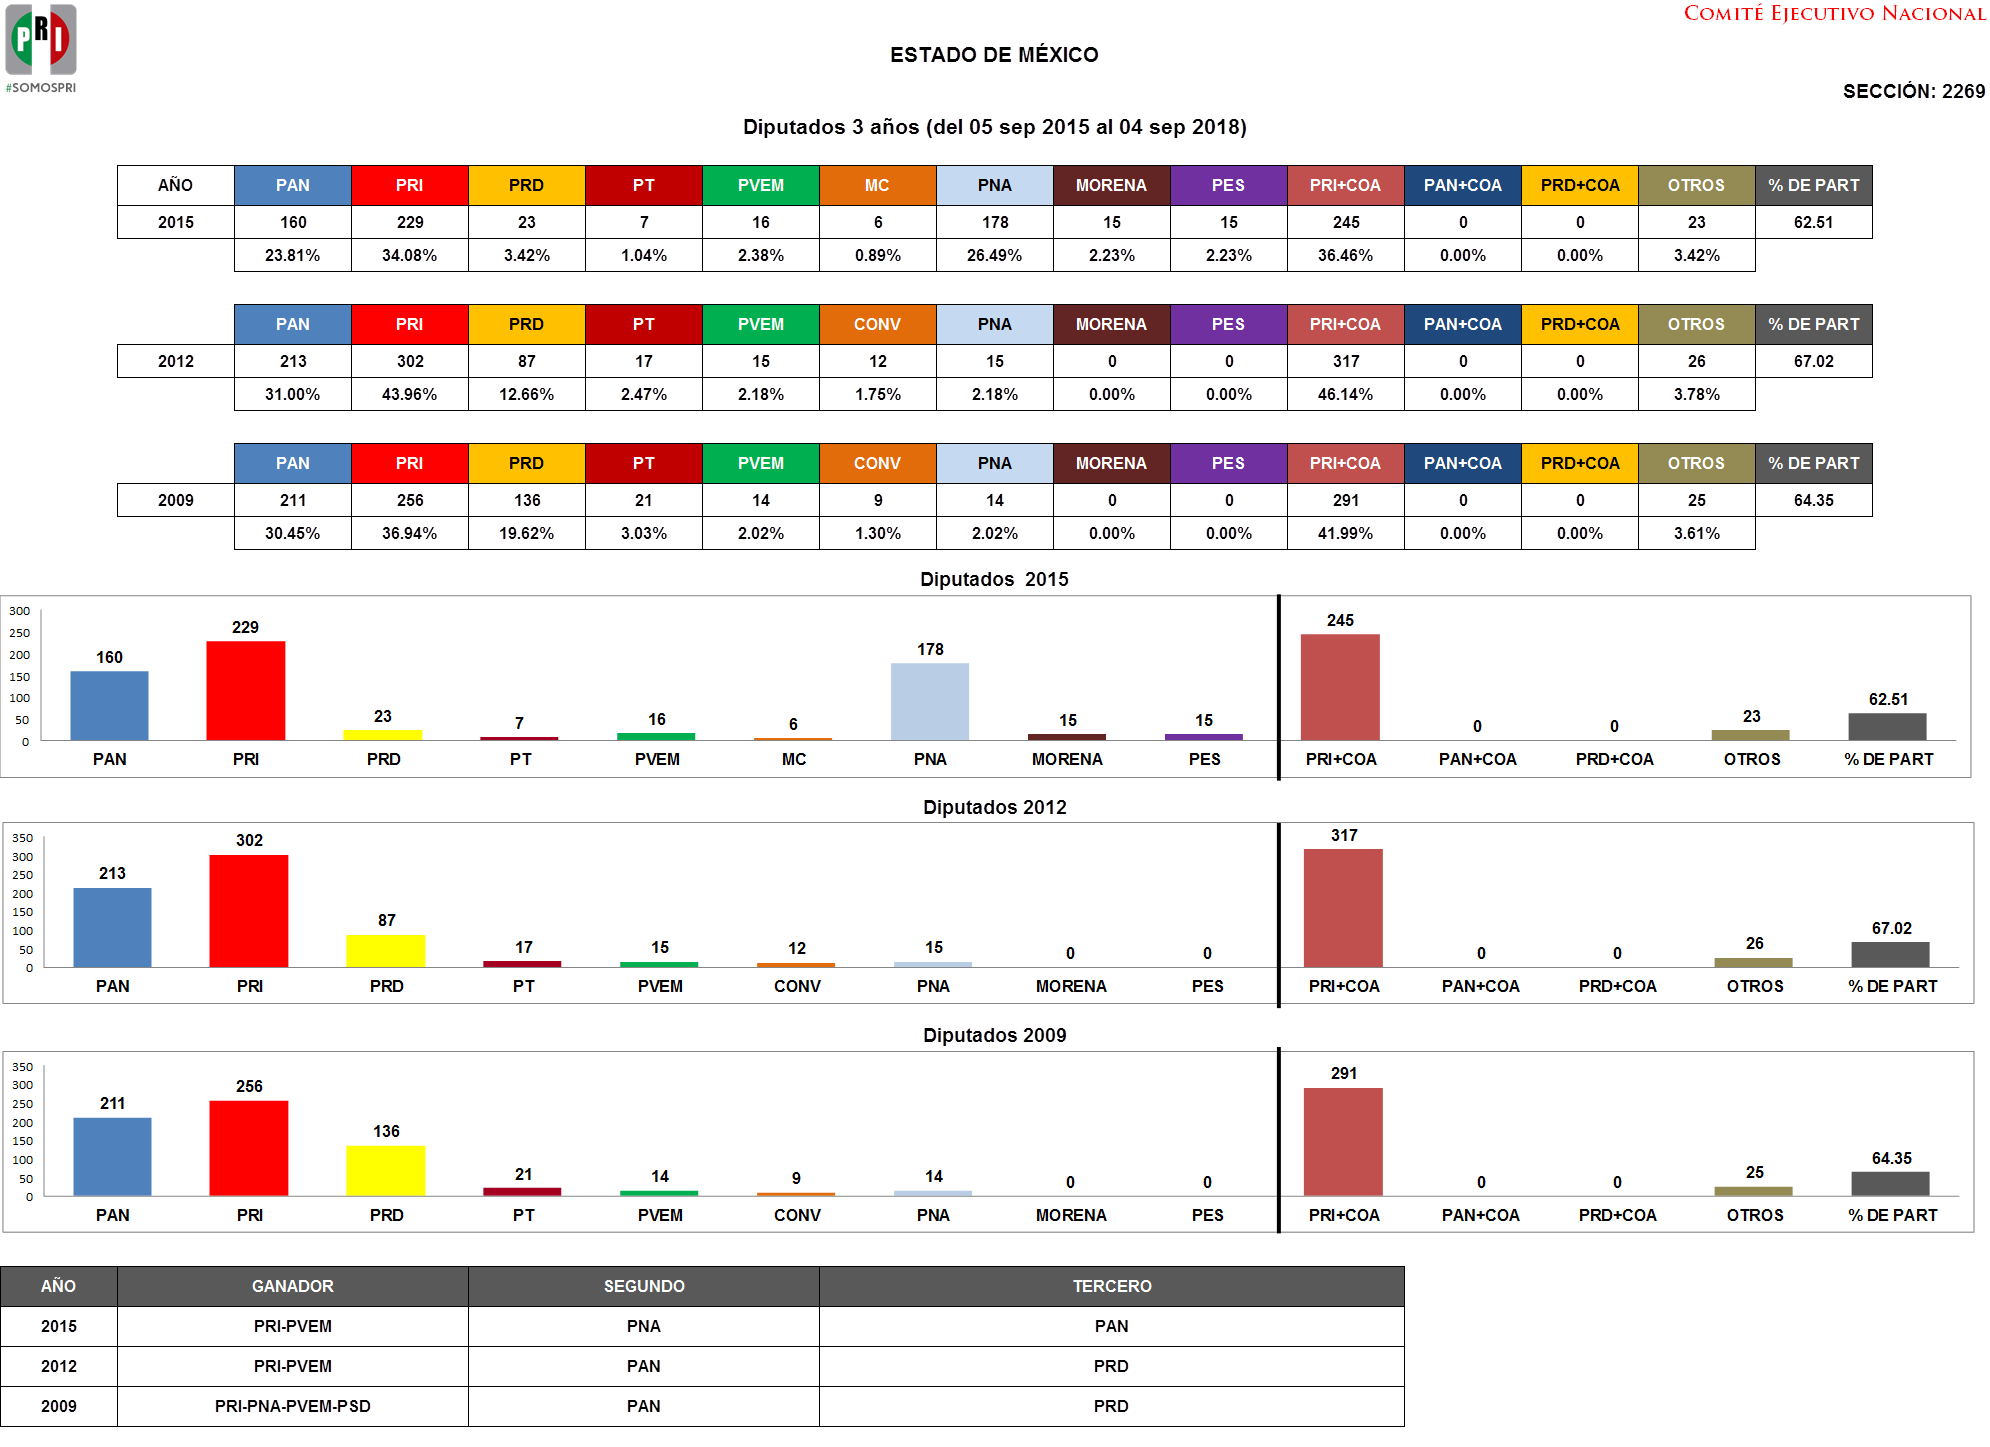 PRI
#SOMOSPRI
COMITÉ EJECUTIVO NACIONAL
ESTADO DE MÉXICO
SECCIÓN: 2269
Diputados 3 años (del 05 sep 2015 al 04 sep 2018)
AÑO PAN PRI PRD PT PVEM MC PNA MORENA PES PRI+COA PAN+COA PRD+COA OTROS % DE PART
2015 160 229 23 7 16 6 178 15 15 245 0 0 23 62.51
23.81% 34.08% 3.42% 1.04% 2.38% 0.89% 26.49% 2.23% 2.23% 36.46% 0.00% 0.00% 3.42%
PAN PRI PRD PT PVEM CONV PNA MORENA PES PRI+COA PAN+COA PRD+COA OTROS % DE PART
2012 213 302 87 17 15 12 15 0 0 317 0 0 26 67.02
31.00% 43.96% 12.66% 2.47% 2.18% 1.75% 2.18% 0.00% 0.00% 46.14% 0.00% 0.00% 3.78%
PAN PRI PRD PT PVEM CONV PNA MORENA PES PRI+COA PAN+COA PRD+COA OTROS % DE PART
2009 211 256 136 21 14 9 14 0 0 291 0 0 25 64.35
30.45% 36.94% 19.62% 3.03% 2.02% 1.30% 2.02% 0.00% 0.00% 41.99% 0.00% 0.00% 3.61%
Diputados 2015
300
250
200
150
100
50
0
160 229 23 7 16 6 178 15 15 245 0 0 23 62.51
PAN PRI PRD PT PVEM MC PNA MORENA PES PRI+COA PAN+COA PRD+COA OTROS % DE PART
Diputados 2012
350
300
250
200
150
100
50
0
213 302 87 17 15 12 15 0 0 317 0 0 26 67.02
PAN PRI PRD PT PVEM CONV PNA MORENA PES PRI+COA PAN+COA PRD+COA OTROS % DE PART
Diputados 2009
350
300
250
200
150
100
50
0
211 256 136 21 14 9 14 0 0 291 0 0 25 64.35
PAN PRI PRD PT PVEM CONV PNA MORENA PES PRI+COA PAN+COA PRD+COA OTROS % DE PART
AÑO GANADOR SEGUNDO TERCERO
2015 PRI-PVEM PNA PAN
2012 PRI-PVEM PAN PRD
2009 PRI-PNA-PVEM-PSD PAN PRD